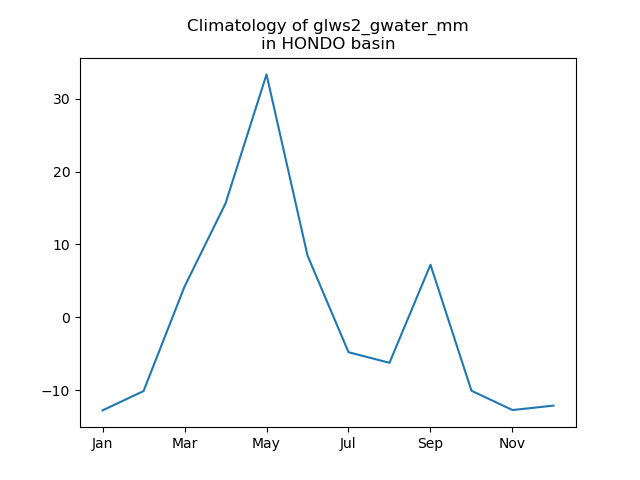 Climatology of glws2_gwater_mm
in HONDO basin
30
20
10
0
−10
Jan
Mar
May
Jul
Sep
Nov